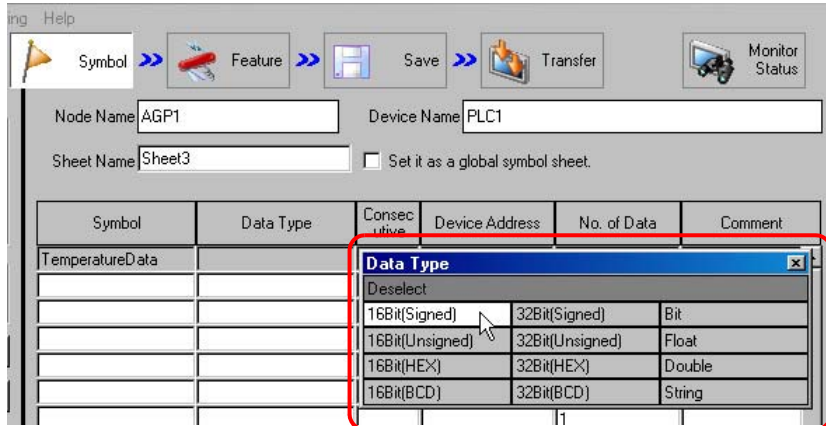 ing Help
Symbol Feature Save Transfer Monitor Status
Node Name AGP1 Device Name PLC1
Sheet Name Sheet3 Set it as a global symbol sheet.
Symbol Data Type Consec utive Device Address No. of Data Comment
TemperatureData
Data Type
Deselect
16Bit(Signed) 32Bit(Signed) Bit
16Bit(Unsigned) 32Bit(Unsigned) Float
16Bit(HEX) 32Bit(HEX) Double
16Bit(BCD) 32Bit(BCD) String
1